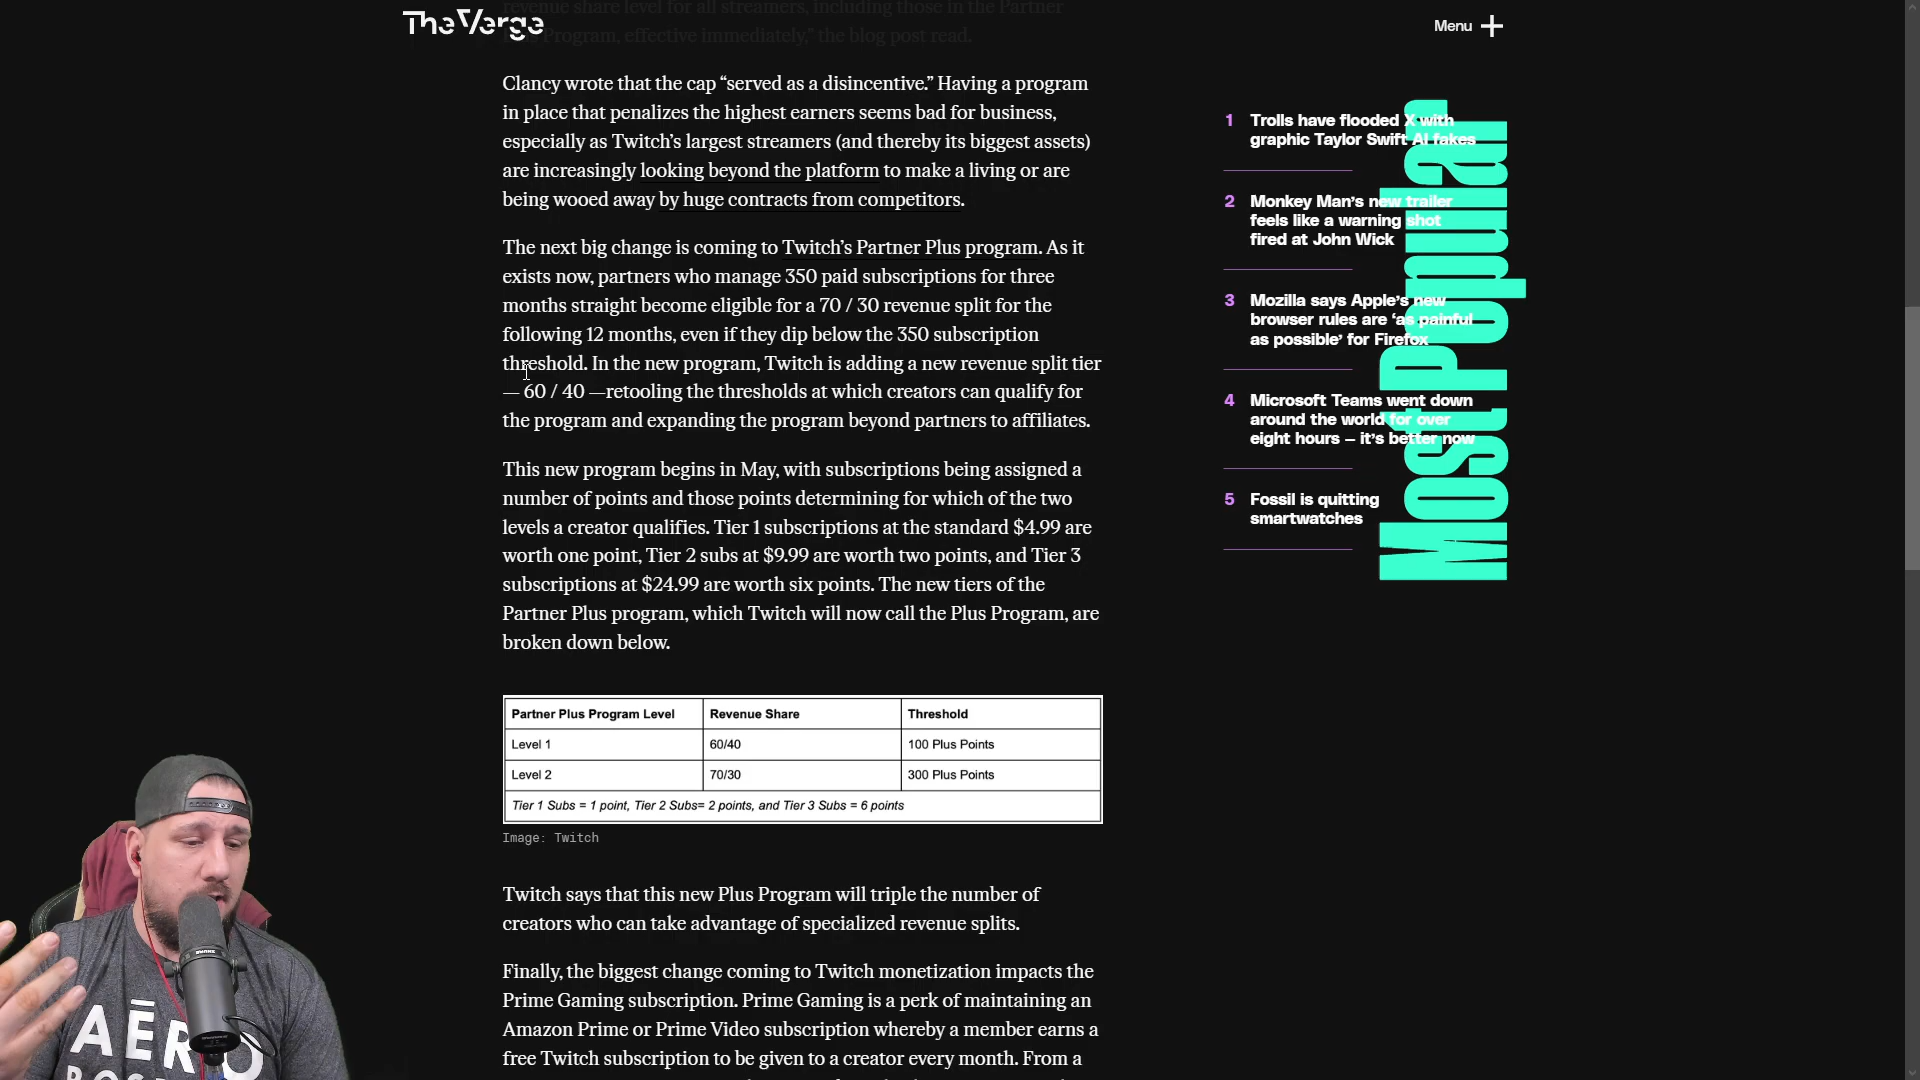 revenue share level for all streamers, including those in the Partner
Program, effective immediately,” the blog post read.
The Verge
Menu
Clancy wrote that the cap “served as a disincentive.” Having a program
in place that penalizes the highest earners seems bad for business,
especially as Twitch’s largest streamers (and thereby its biggest assets)
are increasingly looking beyond the platform to make a living or are
being wooed away by huge contracts from competitors.
The next big change is coming to Twitch’s Partner Plus program. As it
exists now, partners who manage 350 paid subscriptions for three
months straight become eligible for a 70 / 30 revenue split for the
following 12 months, even if they dip below the 350 subscription
threshold. In the new program, Twitch is adding a new revenue split tier
— 60 / 40 —retooling the thresholds at which creators can qualify for
the program and expanding the program beyond partners to affiliates.
This new program begins in May, with subscriptions being assigned a
number of points and those points determining for which of the two
levels a creator qualifies. Tier 1 subscriptions at the standard $4.99 are
worth one point, Tier 2 subs at $9.99 are worth two points, and Tier 3
subscriptions at $24.99 are worth six points. The new tiers of the
Partner Plus program, which Twitch will now call the Plus Program, are
broken down below.
Partner Plus Program Level Revenue Share Threshold
Level 1 60/40 100 Plus Points
Level 2 70/30 300 Plus Points
Tier 1 Subs = 1 point, Tier 2 Subs= 2 points, and Tier 3 Subs = 6 points
Image: Twitch
Twitch says that this new Plus Program will triple the number of
creators who can take advantage of specialized revenue splits.
Finally, the biggest change coming to Twitch monetization impacts the
Prime Gaming subscription. Prime Gaming is a perk of maintaining an
Amazon Prime or Prime Video subscription whereby a member earns a
free Twitch subscription to be given to a creator every month. From a
Most Popular
1 Trolls have flooded X with
graphic Taylor Swift AI fakes
2 Monkey Man’s new trailer
feels like a warning shot
fired at John Wick
3 Mozilla says Apple’s new
browser rules are ‘as painful
as possible’ for Firefox
4 Microsoft Teams went down
around the world for over
eight hours — it’s better now
5 Fossil is quitting
smartwatches
SHURE
AĒRO